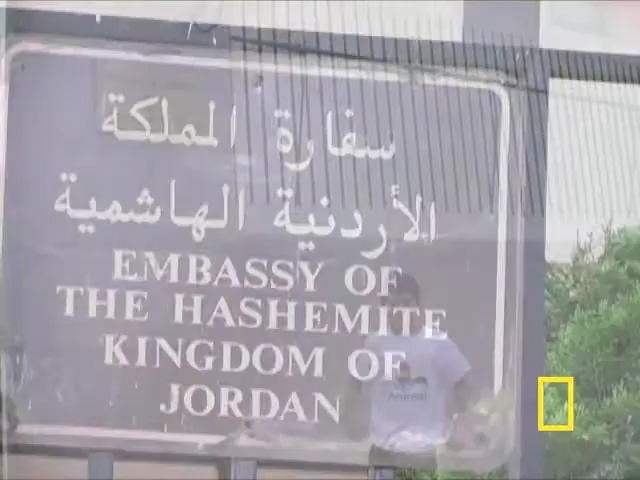 سفارة المملكة
الأردنية الهاشمية
EMBASSY OF
THE HASHEMITE
KINGDOM OF
JORDAN